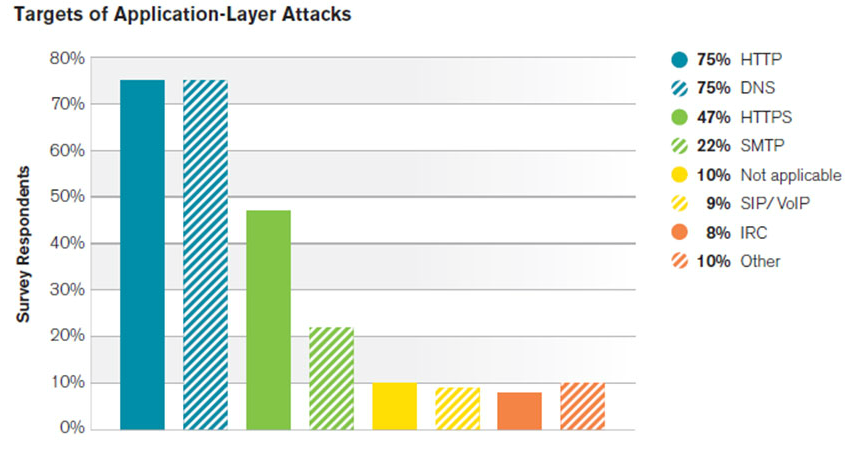 Targets of Application-Layer Attacks
Survey Respondents
80%
70%
60%
50%
40%
30%
20%
10%
0%
75% HTTP
75% DNS
47% HTTPS
22% SMTP
10% Not applicable
9% SIP/VoIP
8% IRC
10% Other